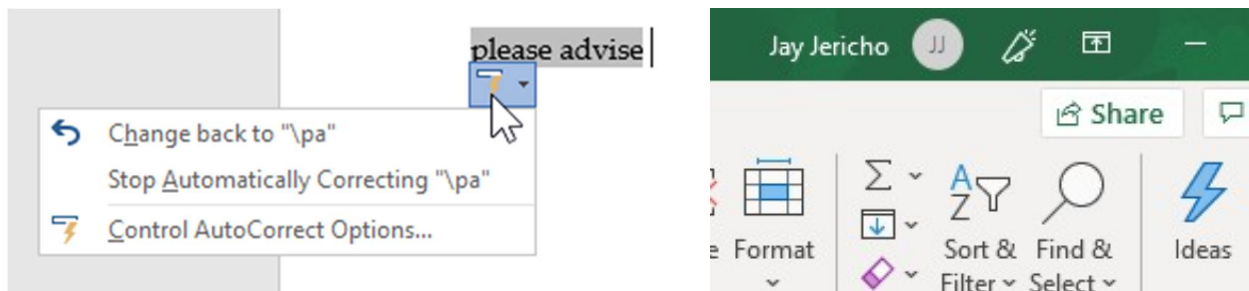 please advise
Change back to "\pa"
Stop Automatically Correcting "\pa"
Control AutoCorrect Options...
Jay Jericho JJ
Share
A
Z
Format
Sort &
Filter
Find &
Select
Ideas